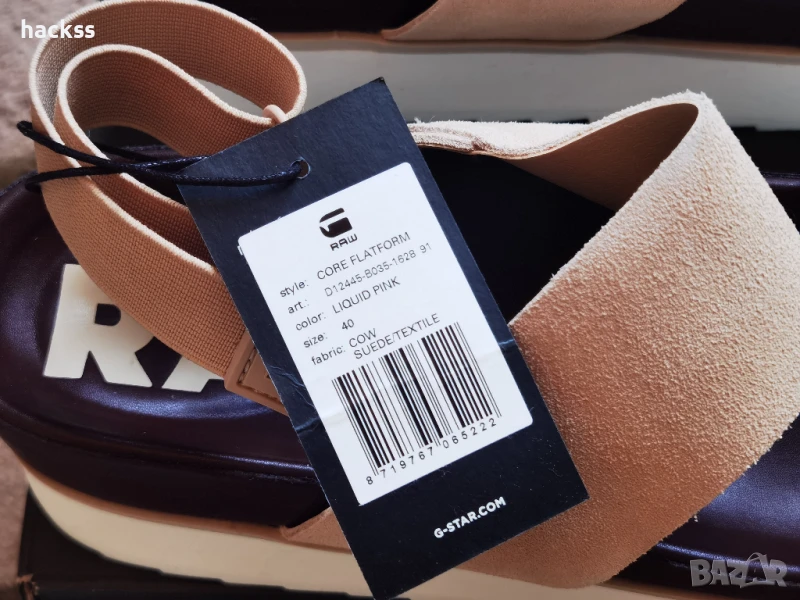 hackss
RAW
style: CORE FLATFORM
art.: D12445-B035-1628 91
color: LIQUID PINK
size: 40
fabric: COW
SUEDE/TEXTILE
8 719767 065222
G-STAR.COM
RA
BAZAR